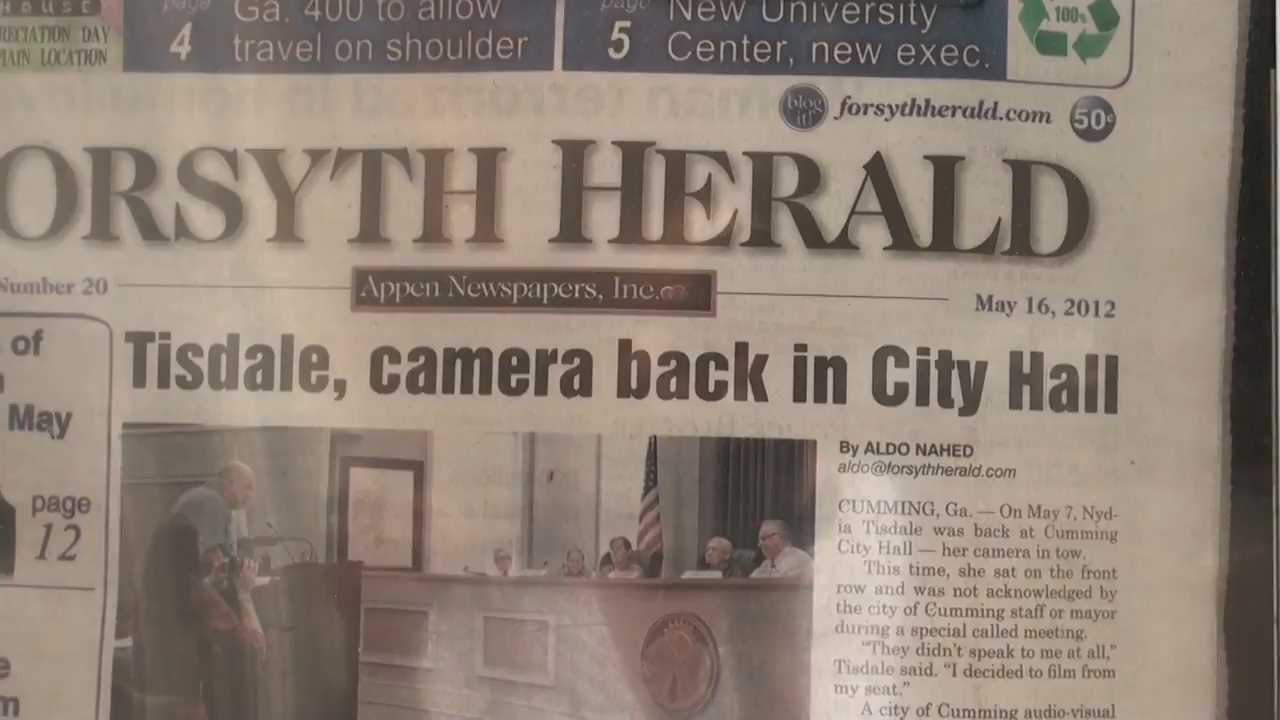 HOUSE
RECIATION DAY
MAIN LOCATION
page
4
Ga. 400 to allow
travel on shoulder
page
5
New University
Center, new exec.
100%
blog
it!
forsythherald.com
50¢
ORSYTH HERALD
Number 20
Appen Newspapers, Inc.
May 16, 2012
of
May
page
12
Tisdale, camera back in City Hall
By ALDO NAHED
aldo@forsythherald.com
CUMMING, Ga. — On May 7, Nyd-
ia Tisdale was back at Cumming
City Hall — her camera in tow.
This time, she sat on the front
row and was not acknowledged by
the city of Cumming staff or mayor
during a special called meeting.
"They didn't speak to me at all,"
Tisdale said. "I decided to film from
my seat."
A city of Cumming audio-visual